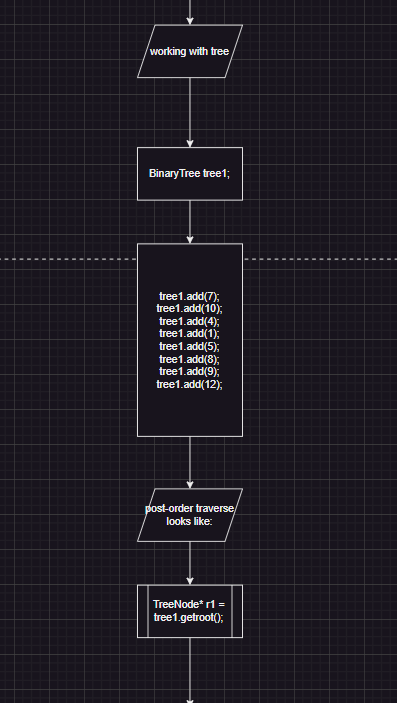 working with tree
BinaryTree tree1;
tree1.add(7);
tree1.add(10);
tree1.add(4);
tree1.add(1);
tree1.add(5);
tree1.add(8);
tree1.add(9);
tree1.add(12);
post-order traverse
looks like:
TreeNode* r1 =
tree1.getroot();